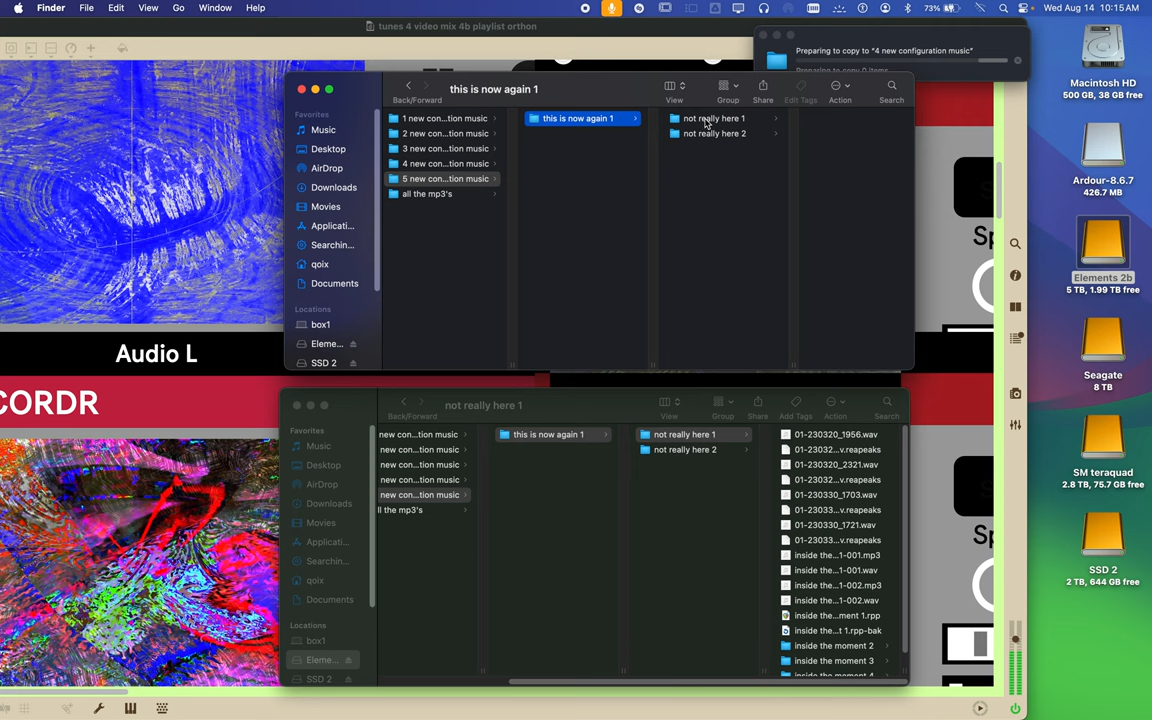 Finder File Edit View Go Window Help
73% Wed Aug 14 10:15 AM
tunes 4 video mix 4b playlist orthon
Preparing to copy to "4 new configuration music"
Preparing to copy 0 items
this is now again 1
Back/Forward View Group Share Edit Tags Action Search
Favorites
Music
Desktop
AirDrop
Downloads
Movies
Applicati...
Searchin...
qoix
Documents
Locations
box1
Eleme...
SSD 2
1 new con...tion music
2 new con...tion music
3 new con...tion music
4 new con...tion music
5 new con...tion music
all the mp3's
this is now again 1
not really here 1
not really here 2
Audio L
CORDR
Sp
Sp
not really here 1
Back/Forward View Group Share Add Tags Action Search
Favorites
Music
Desktop
AirDrop
Downloads
Movies
Applicati...
Searchin...
qoix
Documents
Locations
box1
Eleme...
SSD 2
new con...tion music
new con...tion music
new con...tion music
new con...tion music
new con...tion music
ll the mp3's
this is now again 1
not really here 1
not really here 2
01-230320_1956.wav
01-23032...v.reapeaks
01-230320_2321.wav
01-23032...v.reapeaks
01-230330_1703.wav
01-23033...v.reapeaks
01-230330_1721.wav
01-23033...v.reapeaks
inside the...1-001.mp3
inside the...1-001.wav
inside the...1-002.mp3
inside the...1-002.wav
inside the...ment 1.rpp
inside the...t 1.rpp-bak
inside the moment 2
inside the moment 3
inside the moment 4
Macintosh HD
500 GB, 38 GB free
Ardour-8.6.7
426.7 MB
Elements 2b
5 TB, 1.99 TB free
Seagate
8 TB
SM teraquad
2.8 TB, 75.7 GB free
SSD 2
2 TB, 644 GB free